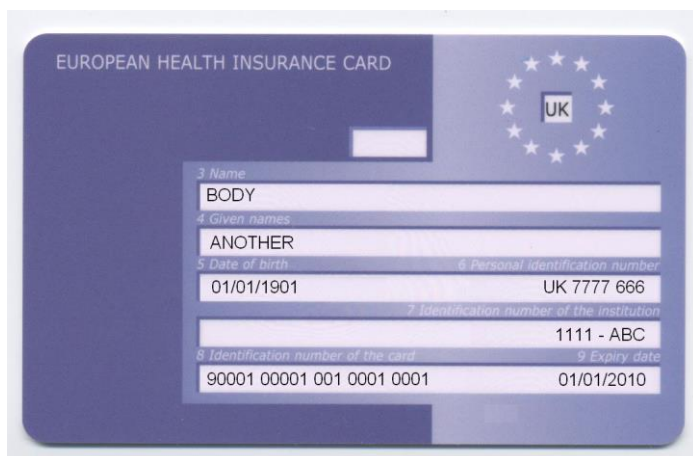 EUROPEAN HEALTH INSURANCE CARD
UK
3 Name
BODY
4 Given names
ANOTHER
5 Date of birth 6 Personal identification number
01/01/1901 UK 7777 666
7 Identification number of the institution
1111 - ABC
8 Identification number of the card 9 Expiry date
90001 00001 001 0001 0001 01/01/2010